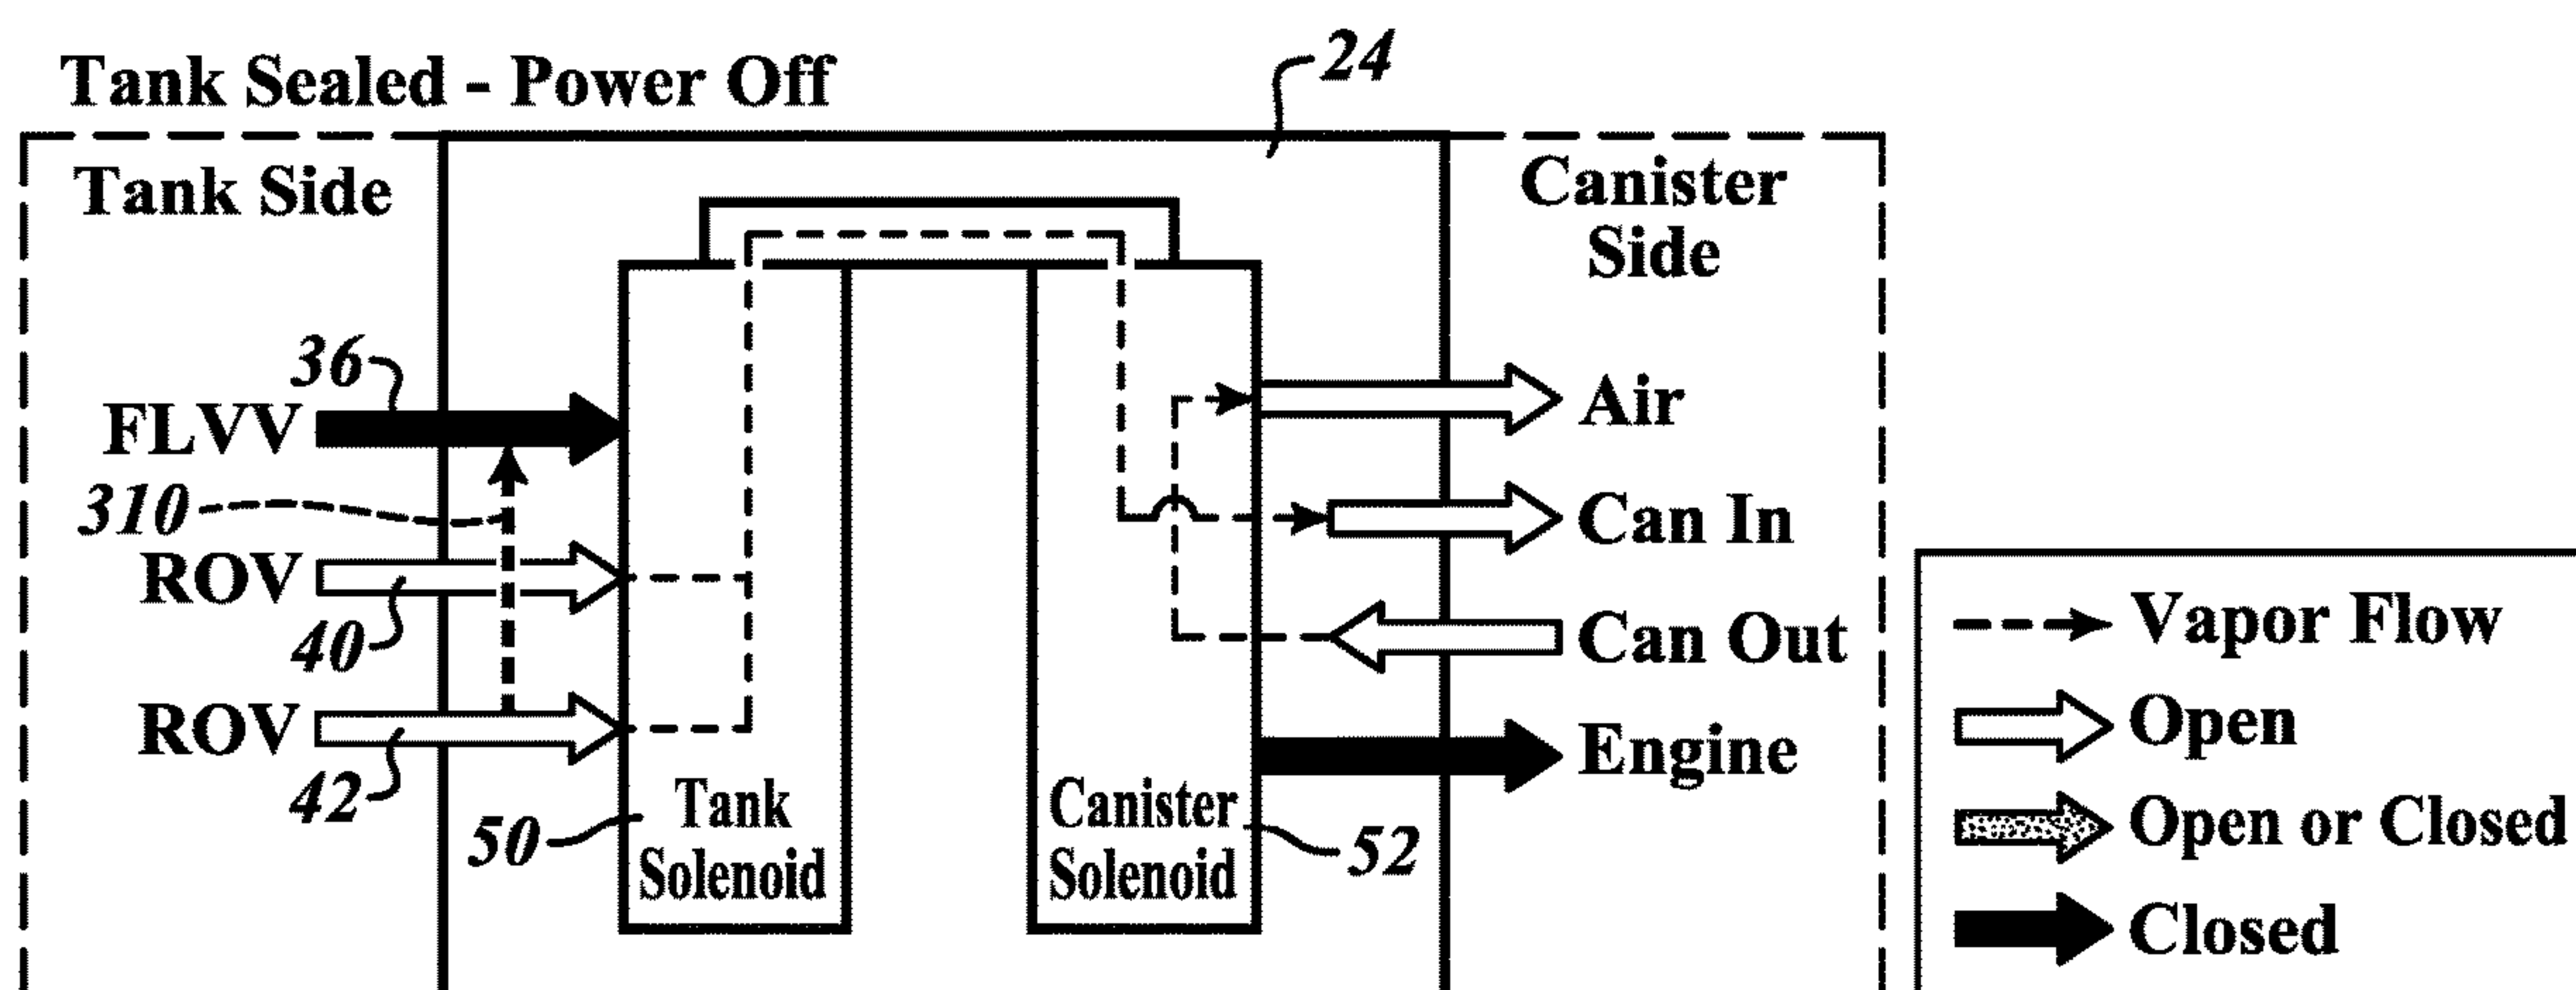 24
Tank Sealed - Power Off
Tank Side
Canister
Side
36
FLVV
310
ROV
40
ROV
42
50
Tank
Solenoid
Canister
Solenoid
52
Air
Can In
Can Out
Engine
Vapor Flow
Open
Open or Closed
Closed